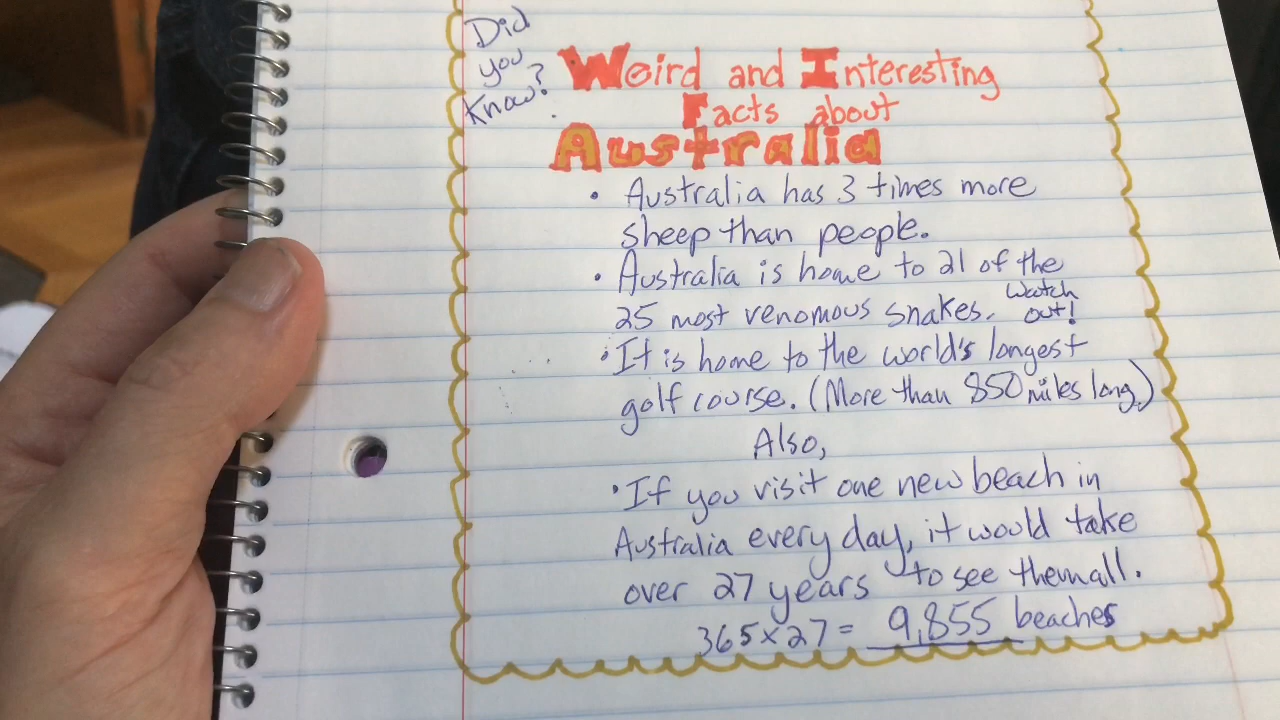 Did
you
Know?
Weird and Interesting
Facts about
Australia
• Australia has 3 times more
sheep than people.
• Australia is home to 21 of the
25 most venomous snakes. Watch
out!
• It is home to the world's longest
golf course. (More than 850 miles long.)
Also,
• If you visit one new beach in
Australia every day, it would take
over 27 years to see them all.
365x27= 9,855 beaches